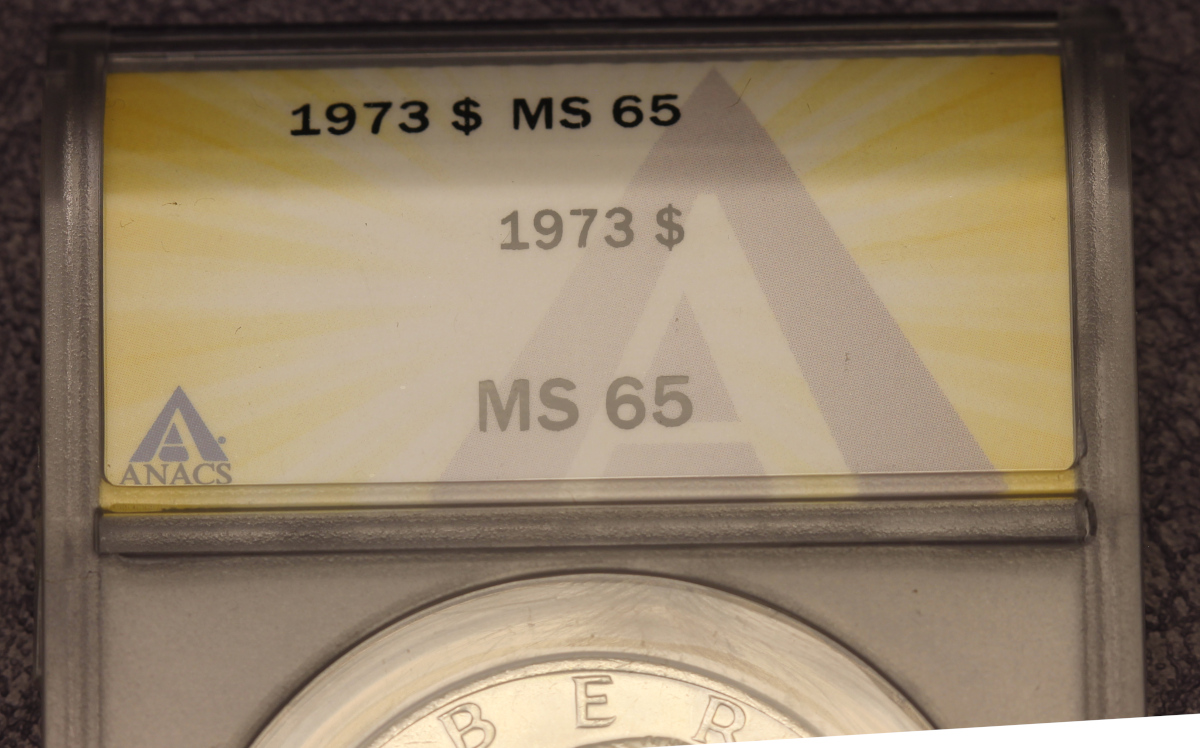 1973 $ MS 65
1973 $
MS 65
ANACS
BER